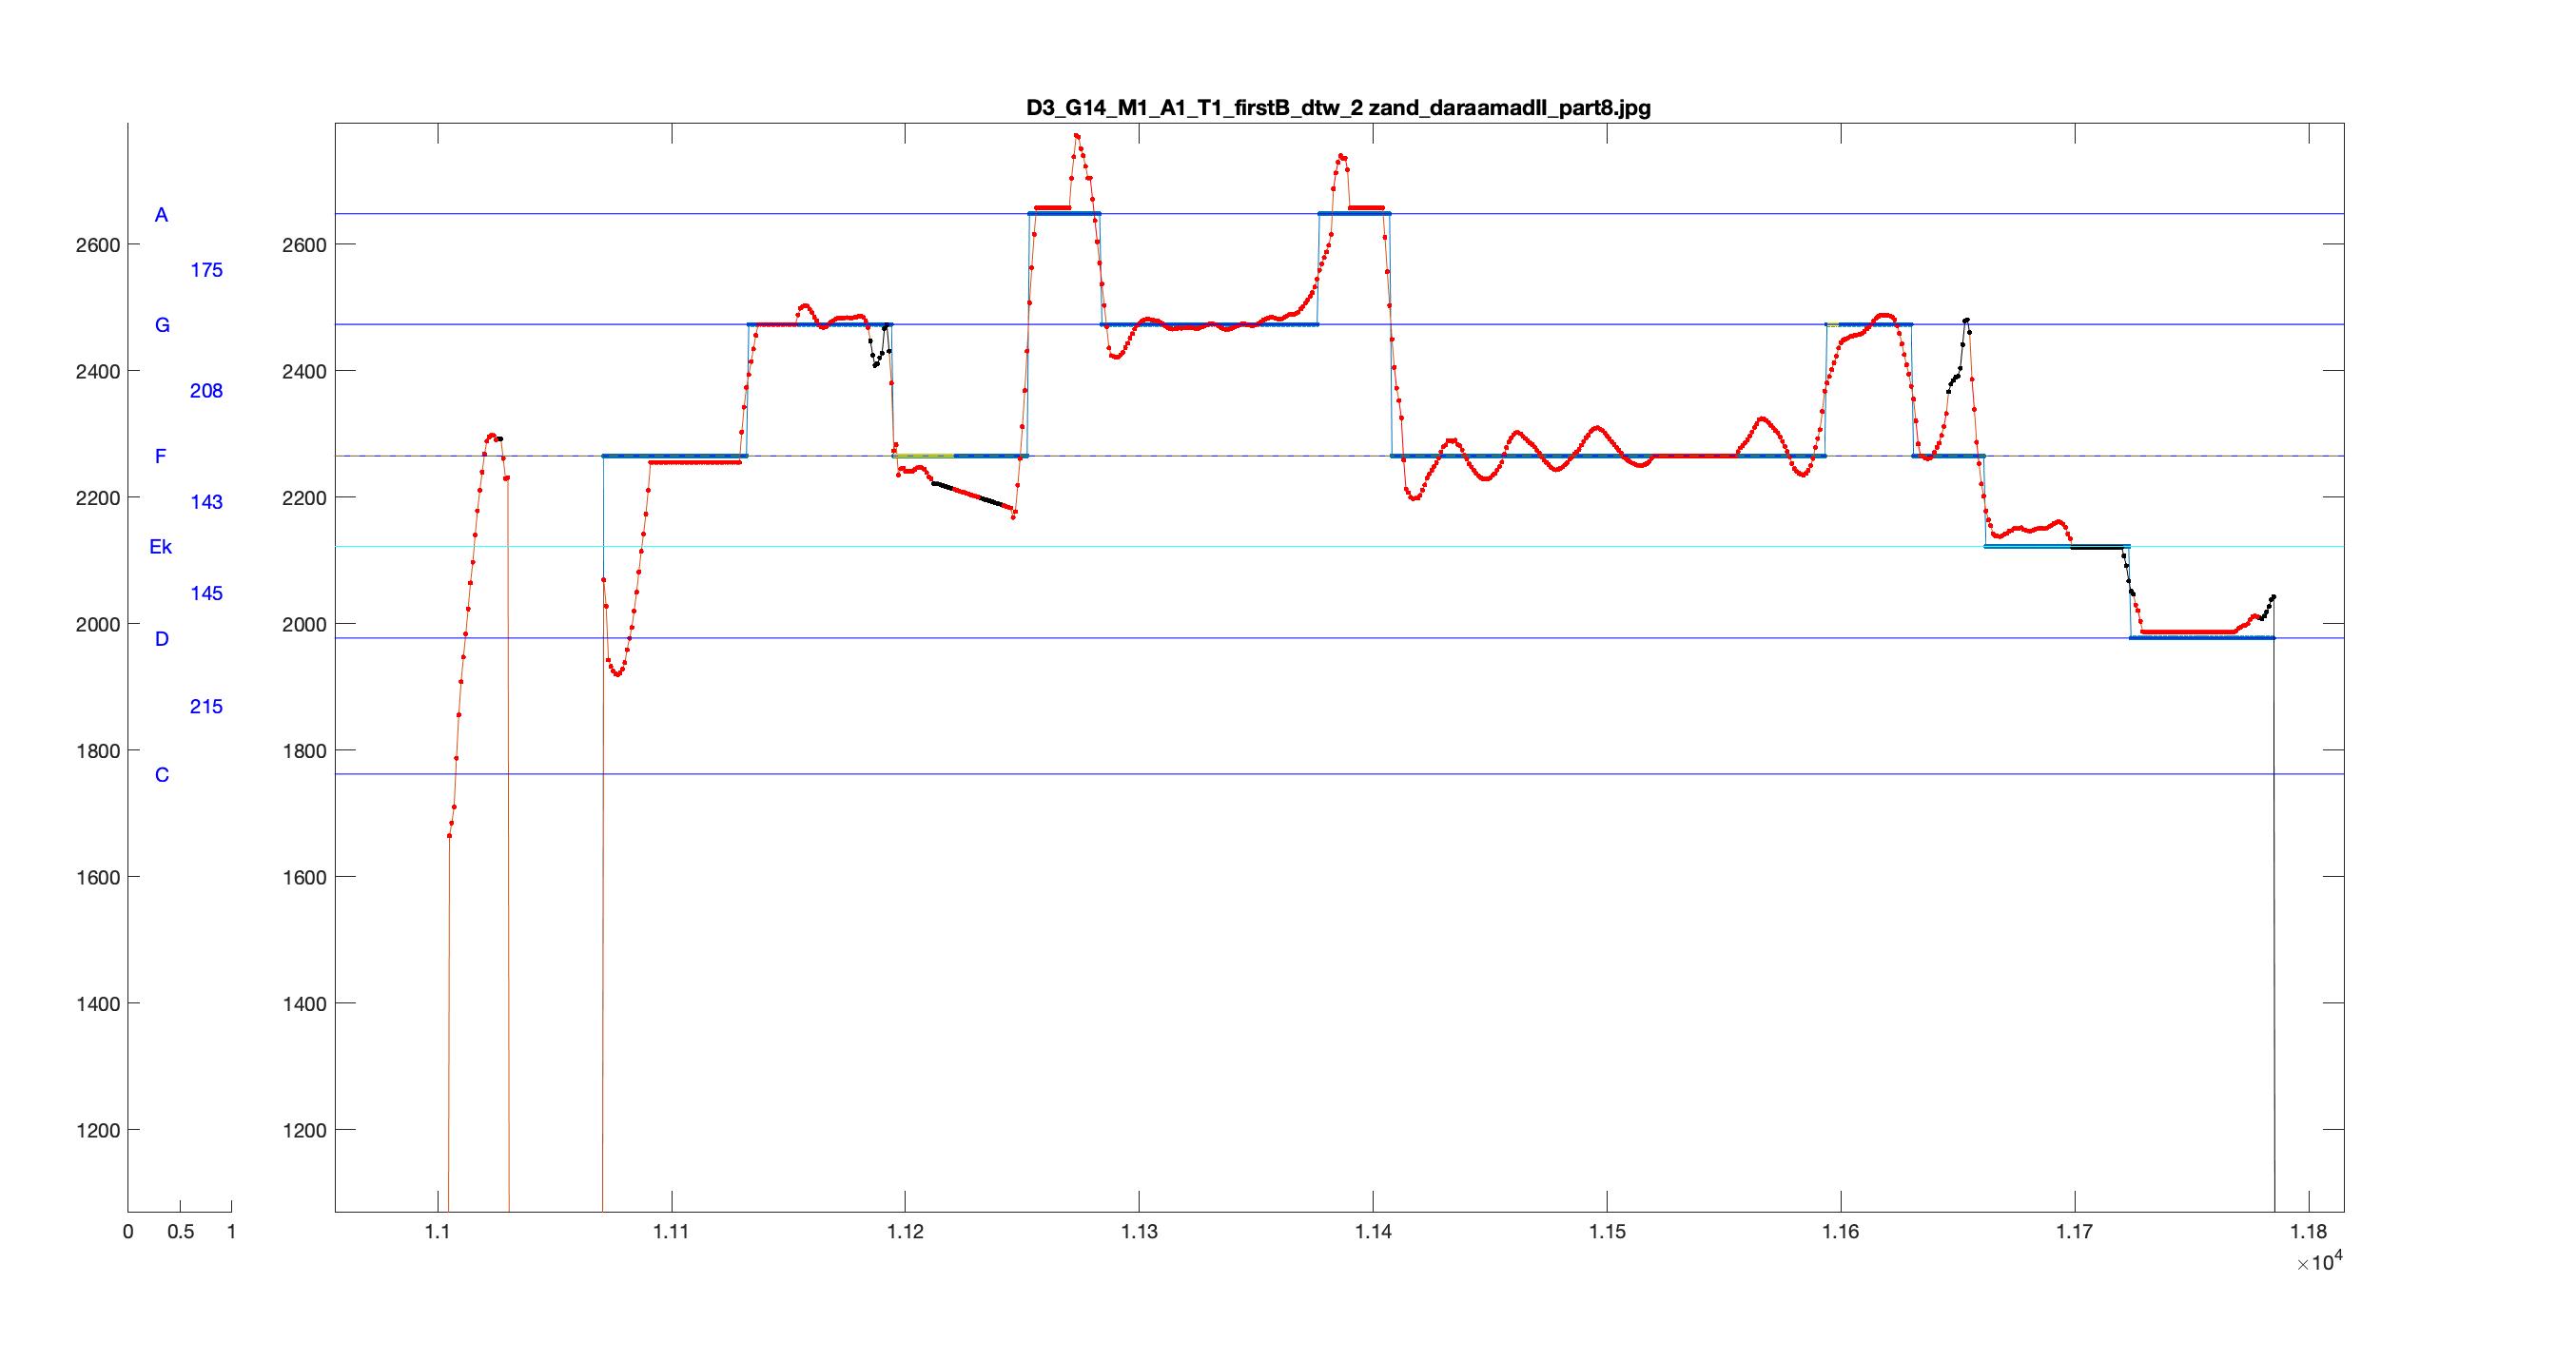 D3_G14_M1_A1_T1_firstB_dtw_2 zand_daraamadII_part8.jpg
A
2600 2600
175
G
2400 2400
208
F
2200 143 2200
Ek
145
2000 2000
D
215
1800 1800
C
1600 1600
1400 1400
1200 1200
0 0.5 1 1.1 1.11 1.12 1.13 1.14 1.15 1.16 1.17 1.18
×10^4